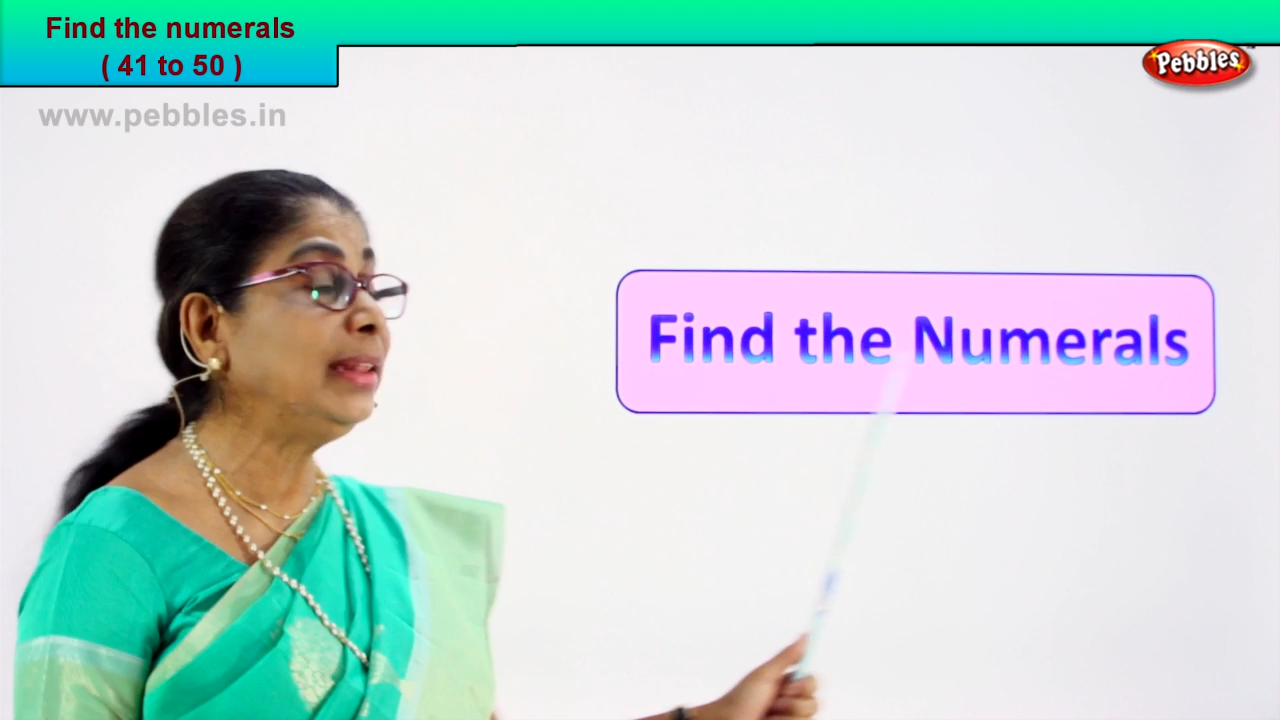 Find the numerals
( 41 to 50 )
Pebbles
www.pebbles.in
Find the Numerals